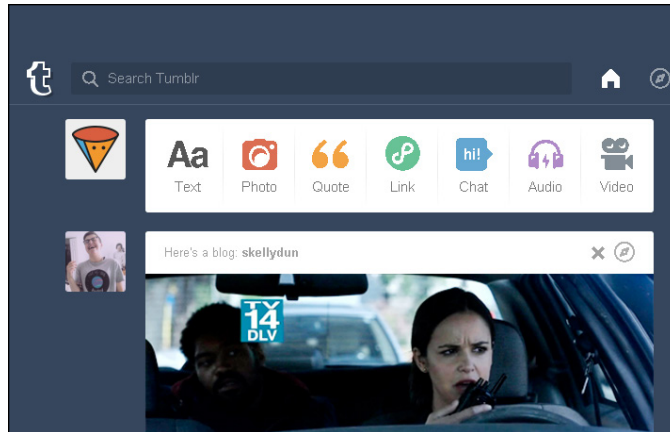 t
Search Tumblr
Aa
hi!
Text Photo Quote Link Chat Audio Video
Here's a blog: skellydun
TV
14
DLV